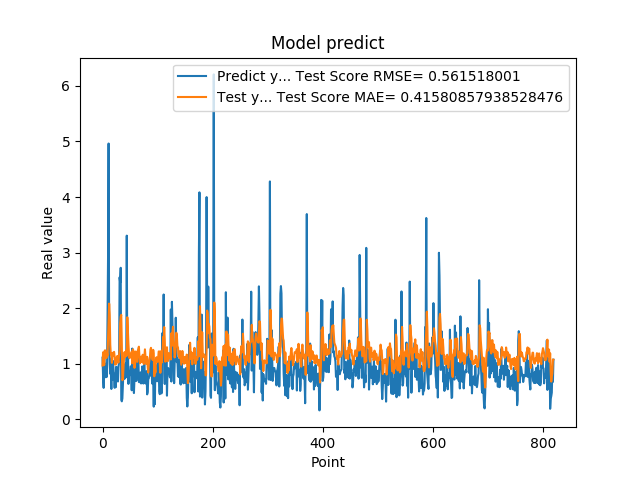 Model predict
Predict y... Test Score RMSE= 0.561518001
Test y... Test Score MAE= 0.41580857938528476
Real value
6
5
4
3
2
1
0
0 200 400 600 800
Point